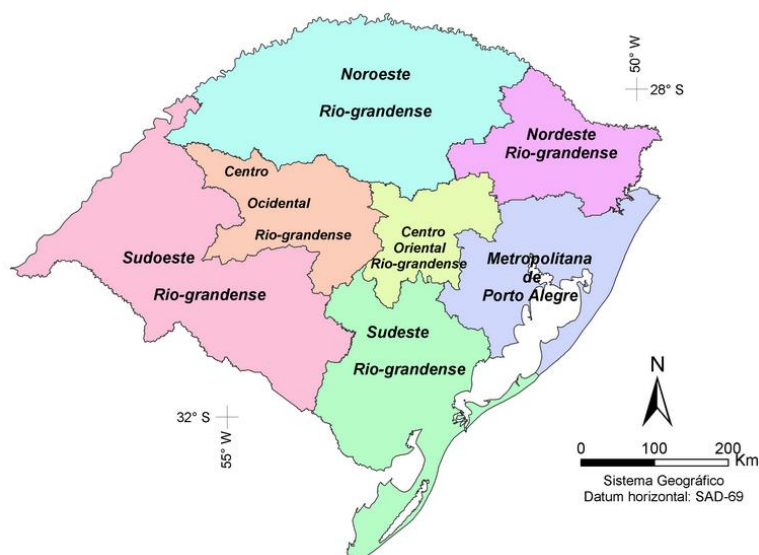 Noroeste
Rio-grandense
50° W
28° S
Nordeste
Rio-grandense
Centro
Ocidental
Rio-grandense
Centro
Oriental
Rio-grandense
Sudoeste
Rio-grandense
Metropolitana
de
Porto Alegre
Sudeste
Rio-grandense
N
32° S
55° W
0 100 200
Km
Sistema Geográfico
Datum horizontal: SAD-69